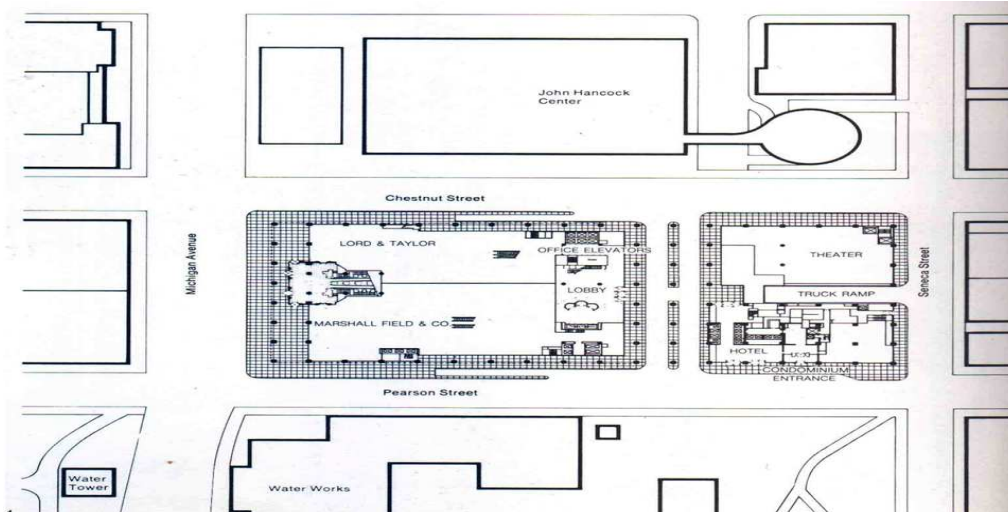 John Hancock
Center
Chestnut Street
LORD & TAYLOR
OFFICE ELEVATORS
THEATER
Michigan Avenue
Seneca Street
LOBBY
TRUCK RAMP
MARSHALL FIELD & CO
HOTEL
CONDOMINIUM
ENTRANCE
Pearson Street
Water
Tower
Water Works